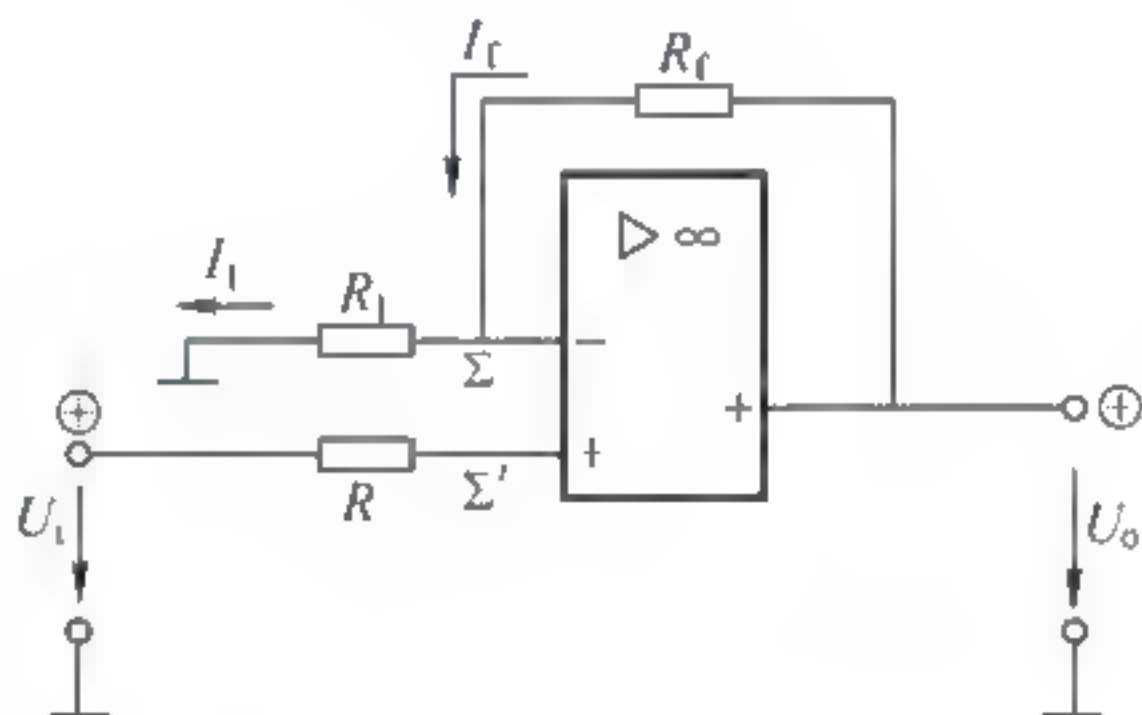 I_f
R_f
▷ ∞
I_1
R_1
−
Σ
⊕
+
⊕
+
R
Σ′
U_i
U_o